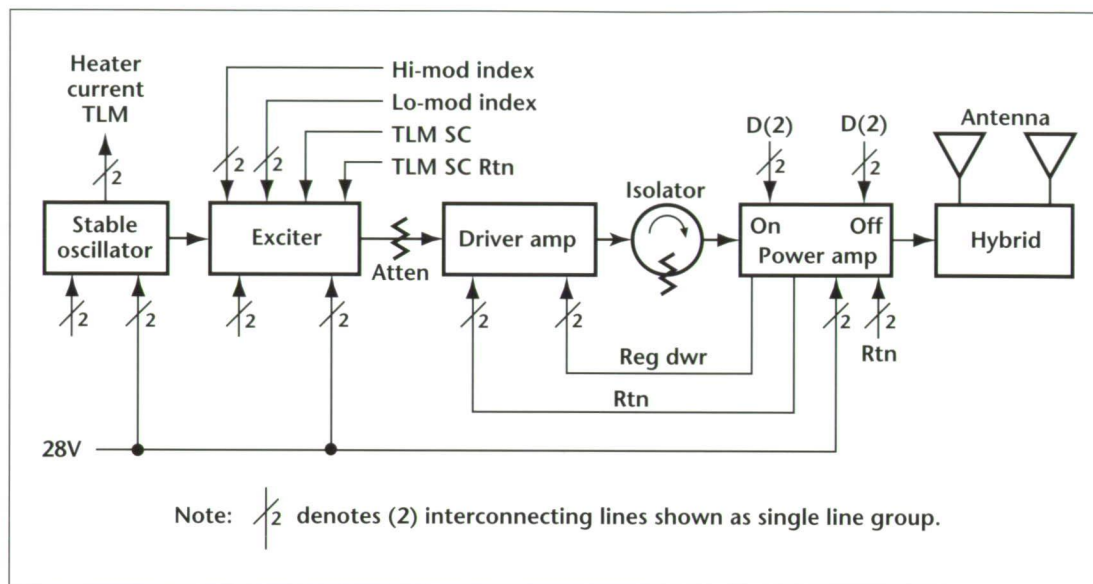 Heater
current
TLM
Hi-mod index
Lo-mod index
TLM SC
TLM SC Rtn
D(2)
D(2)
Antenna
2
2
2
2
2
Stable
oscillator
Exciter
Atten
Driver amp
Isolator
On
Off
Power amp
Hybrid
2
2
2
2
2
2
2
2
Rtn
Reg dwr
Rtn
28V
Note: 2 denotes (2) interconnecting lines shown as single line group.